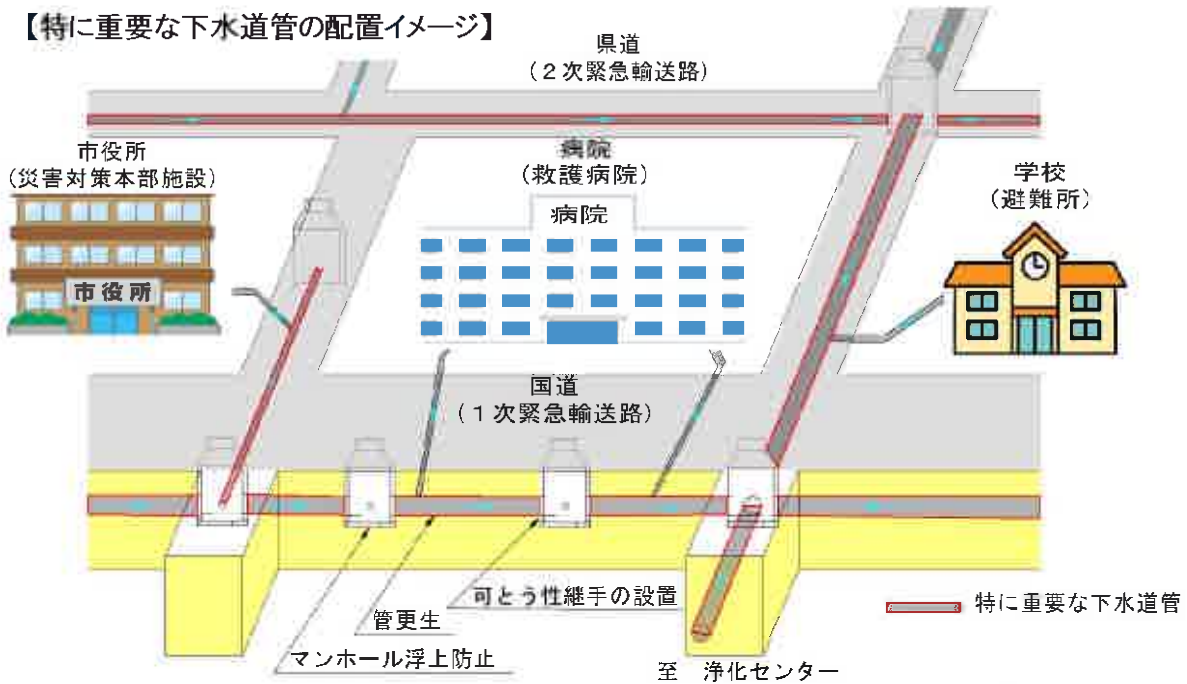 【特に重要な下水道管の配置イメージ】
県道
（２次緊急輸送路）
市役所
（災害対策本部施設）
病院
（救護病院）
学校
（避難所）
病院
市役所
国道
（１次緊急輸送路）
可とう性継手の設置
管更生
マンホール浮上防止
特に重要な下水道管
至　浄化センター